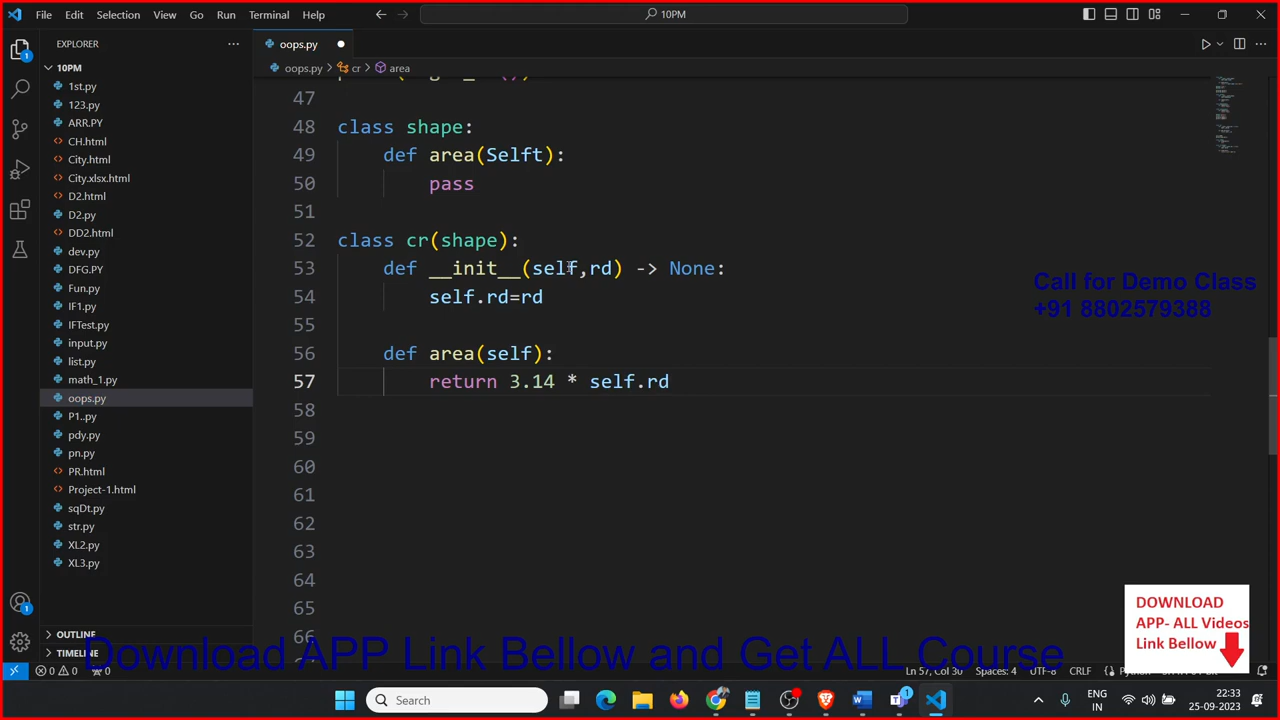 File Edit Selection View Go Run Terminal Help
10PM
EXPLORER
oops.py
10PM
oops.py > cr > area
1st.py
123.py
ARR.PY
CH.html
City.html
City.xlsx.html
D2.html
D2.py
DD2.html
dev.py
DFG.PY
Fun.py
IF1.py
IFTest.py
input.py
list.py
math_1.py
oops.py
P1..py
pdy.py
pn.py
PR.html
Project-1.html
sqDt.py
str.py
XL2.py
XL3.py
OUTLINE
TIMELINE
47
48 class shape:
49 def area(Selft):
50 pass
51
52 class cr(shape):
53 def __init__(self,rd) -> None:
54 self.rd=rd
55
56 def area(self):
57 return 3.14 * self.rd
58
59
60
61
62
63
64
65
66
Call for Demo Class
+91 8802579388
DOWNLOAD
APP- ALL Videos
Link Bellow
Download APP Link Bellow and Get ALL Course
0 0 0
Ln 57, Col 30 Spaces: 4 UTF-8 CRLF
Search
ENG
IN
22:33
25-09-2023